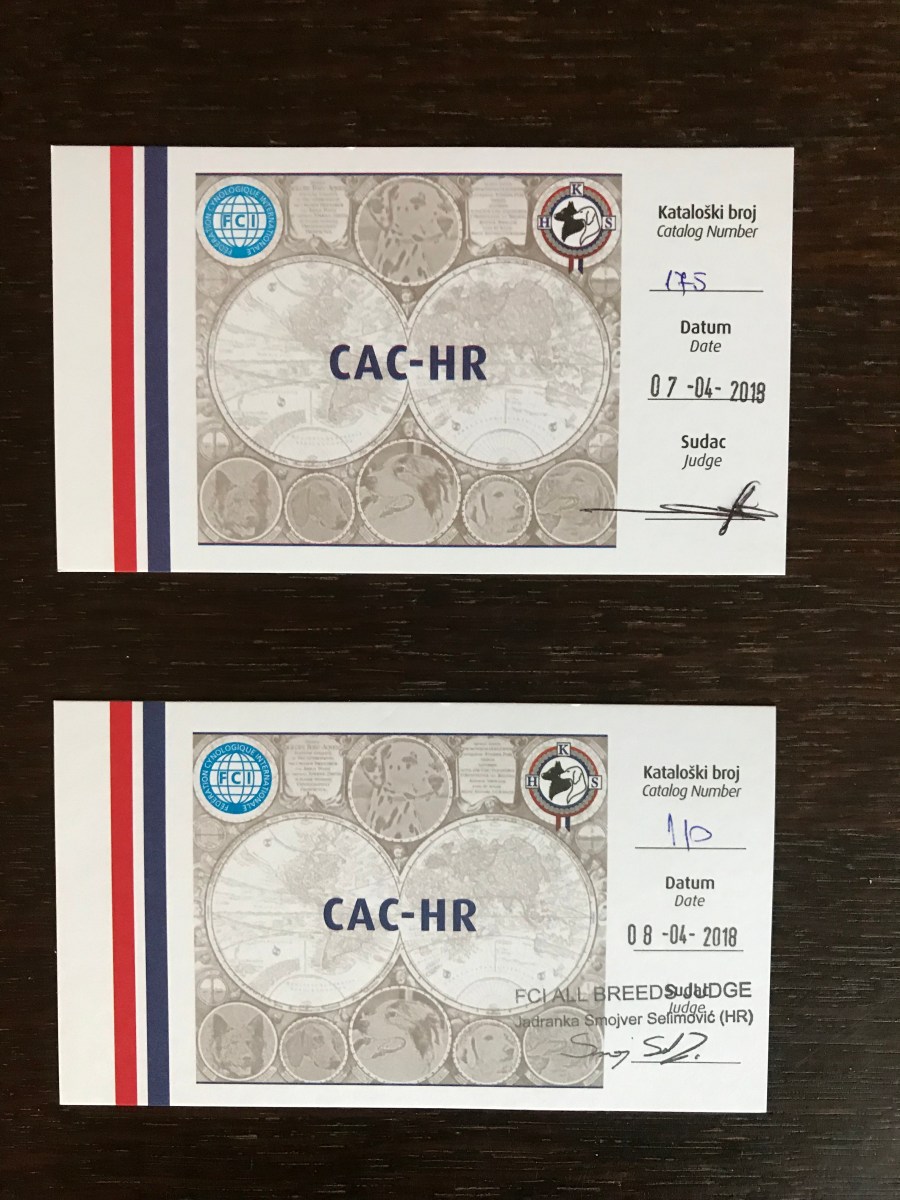 FEDERATION CYNOLOGIQUE INTERNATIONALE
FCI
H K S
CAC-HR
Kataloški broj
Catalog Number
175
Datum
Date
07-04-2018
Sudac
Judge
FEDERATION CYNOLOGIQUE INTERNATIONALE
FCI
H K S
CAC-HR
Kataloški broj
Catalog Number
110
Datum
Date
08-04-2018
Sudac
Judge
FCI ALL BREEDS JUDGE
Jadranka Smojver Selimović (HR)